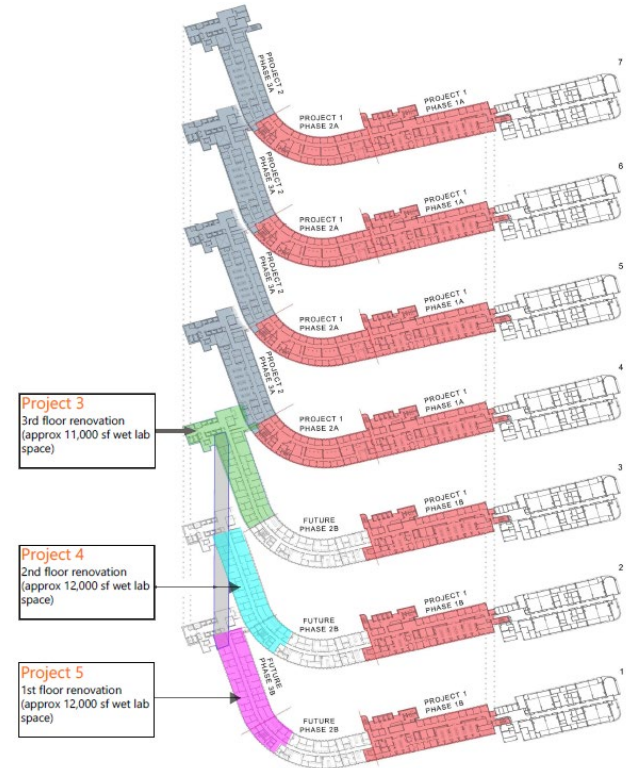 7
PROJECT 2
PHASE 3A
PROJECT 1
PHASE 2A
PROJECT 1
PHASE 1A
6
PROJECT 2
PHASE 3A
PROJECT 1
PHASE 2A
PROJECT 1
PHASE 1A
5
PROJECT 2
PHASE 3A
PROJECT 1
PHASE 2A
PROJECT 1
PHASE 1A
4
PROJECT 2
PHASE 3A
PROJECT 1
PHASE 2A
PROJECT 1
PHASE 1A
Project 3
3rd floor renovation
(approx 11,000 sf wet lab
space)
3
FUTURE
PHASE 2B
PROJECT 1
PHASE 1B
Project 4
2nd floor renovation
(approx 12,000 sf wet lab
space)
2
FUTURE
PHASE 2B
PROJECT 1
PHASE 1B
Project 5
1st floor renovation
(approx 12,000 sf wet lab
space)
1
FUTURE
PHASE 3B
FUTURE
PHASE 2B
PROJECT 1
PHASE 1B